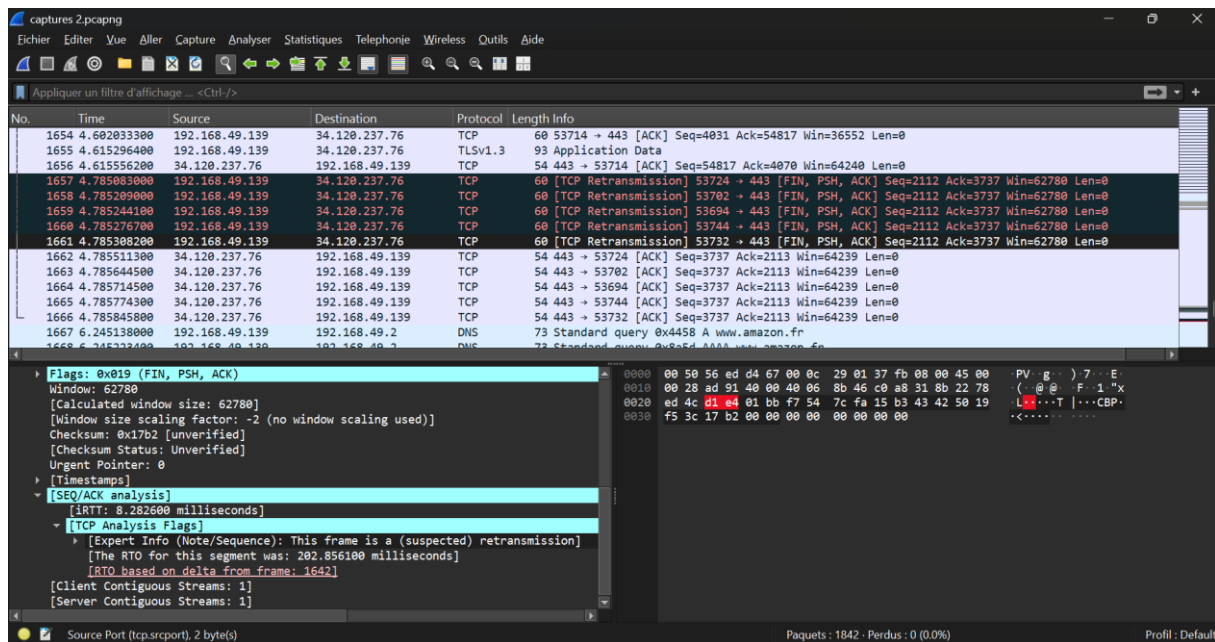 captures 2.pcapng
Fichier Editer Vue Aller Capture Analyser Statistiques Telephonie Wireless Outils Aide
Appliquer un filtre d'affichage ... <Ctrl-/>
No. Time Source Destination Protocol Length Info
1654 4.602033300 192.168.49.139 34.120.237.76 TCP 60 53714 → 443 [ACK] Seq=4031 Ack=54817 Win=36552 Len=0
1655 4.615296400 192.168.49.139 34.120.237.76 TLSv1.3 93 Application Data
1656 4.615556200 34.120.237.76 192.168.49.139 TCP 54 443 → 53714 [ACK] Seq=54817 Ack=4070 Win=64240 Len=0
1657 4.785083000 192.168.49.139 34.120.237.76 TCP 60 [TCP Retransmission] 53724 → 443 [FIN, PSH, ACK] Seq=2112 Ack=3737 Win=62780 Len=0
1658 4.785209000 192.168.49.139 34.120.237.76 TCP 60 [TCP Retransmission] 53702 → 443 [FIN, PSH, ACK] Seq=2112 Ack=3737 Win=62780 Len=0
1659 4.785244100 192.168.49.139 34.120.237.76 TCP 60 [TCP Retransmission] 53694 → 443 [FIN, PSH, ACK] Seq=2112 Ack=3737 Win=62780 Len=0
1660 4.785276700 192.168.49.139 34.120.237.76 TCP 60 [TCP Retransmission] 53744 → 443 [FIN, PSH, ACK] Seq=2112 Ack=3737 Win=62780 Len=0
1661 4.785308200 192.168.49.139 34.120.237.76 TCP 60 [TCP Retransmission] 53732 → 443 [FIN, PSH, ACK] Seq=2112 Ack=3737 Win=62780 Len=0
1662 4.785511300 34.120.237.76 192.168.49.139 TCP 54 443 → 53724 [ACK] Seq=3737 Ack=2113 Win=64239 Len=0
1663 4.785644500 34.120.237.76 192.168.49.139 TCP 54 443 → 53702 [ACK] Seq=3737 Ack=2113 Win=64239 Len=0
1664 4.785714500 34.120.237.76 192.168.49.139 TCP 54 443 → 53694 [ACK] Seq=3737 Ack=2113 Win=64239 Len=0
1665 4.785774300 34.120.237.76 192.168.49.139 TCP 54 443 → 53744 [ACK] Seq=3737 Ack=2113 Win=64239 Len=0
1666 4.785845800 34.120.237.76 192.168.49.139 TCP 54 443 → 53732 [ACK] Seq=3737 Ack=2113 Win=64239 Len=0
1667 6.245138000 192.168.49.139 192.168.49.2 DNS 73 Standard query 0x4458 A www.amazon.fr
1668 6.245223400 192.168.49.139 192.168.49.2 DNS 73 Standard query 0x8a5d AAAA www.amazon.fr
Flags: 0x019 (FIN, PSH, ACK)
Window: 62780
[Calculated window size: 62780]
[Window size scaling factor: -2 (no window scaling used)]
Checksum: 0x17b2 [unverified]
[Checksum Status: Unverified]
Urgent Pointer: 0
[Timestamps]
[SEQ/ACK analysis]
[iRTT: 8.282600 milliseconds]
[TCP Analysis Flags]
[Expert Info (Note/Sequence): This frame is a (suspected) retransmission]
[The RTO for this segment was: 202.856100 milliseconds]
[RTO based on delta from frame: 1642]
[Client Contiguous Streams: 1]
[Server Contiguous Streams: 1]
0000 00 50 56 ed d4 67 00 0c 29 01 37 fb 08 00 45 00 ·PV··g·· )·7···E·
0010 00 28 ad 91 40 00 40 06 8b 46 c0 a8 31 8b 22 78 ·(··@·@· ·F··1·"x
0020 ed 4c d1 e4 01 bb f7 54 7c fa 15 b3 43 42 50 19 ·L·····T |···CBP·
0030 f5 3c 17 b2 00 00 00 00 00 00 00 00 ·<······ ····
Source Port (tcp.srcport), 2 byte(s)
Paquets : 1842 · Perdus : 0 (0.0%)
Profil : Default